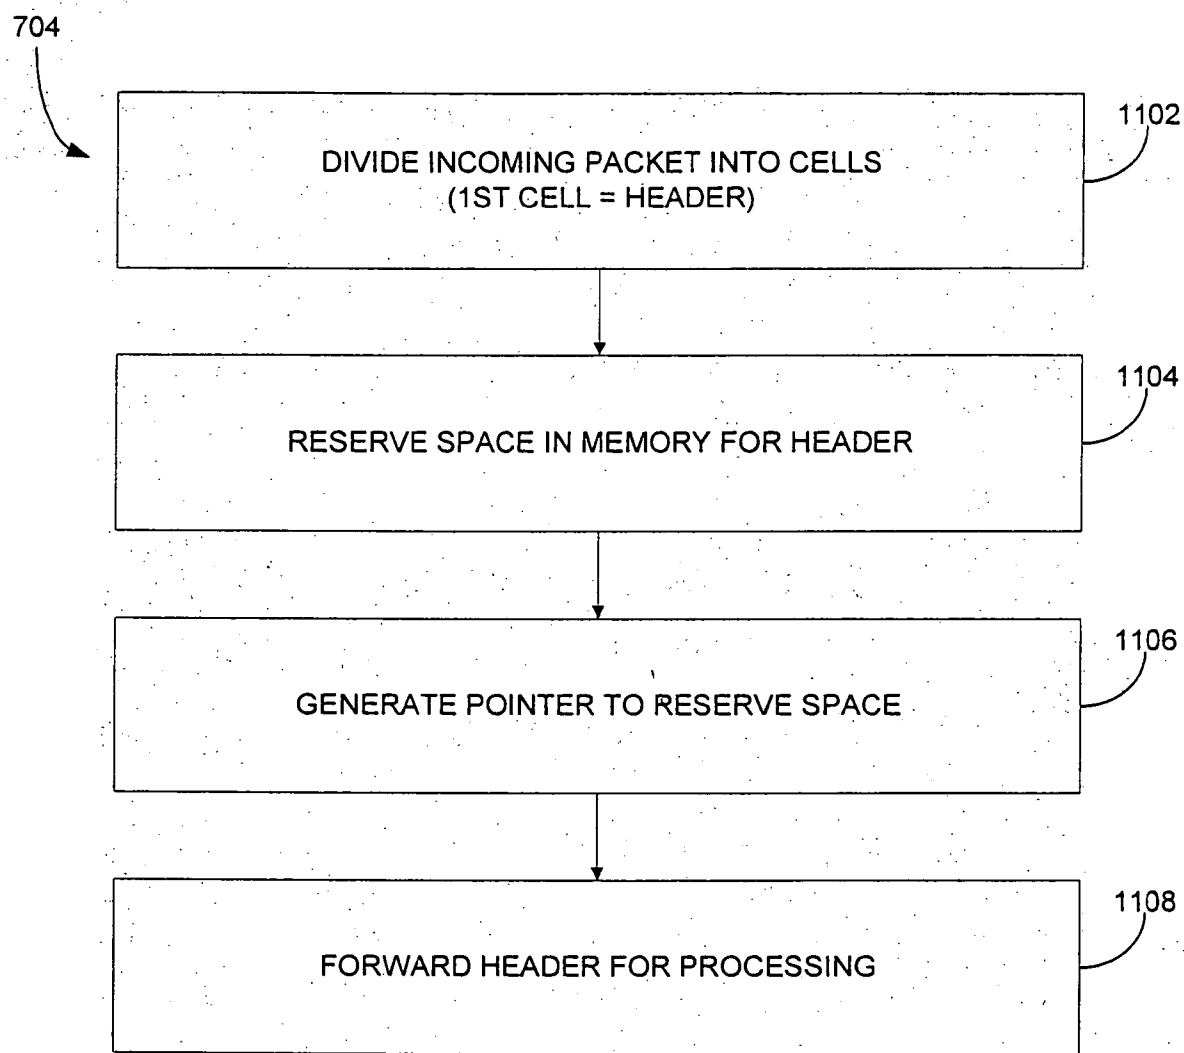 704
1102
DIVIDE INCOMING PACKET INTO CELLS
(1ST CELL = HEADER)
1104
RESERVE SPACE IN MEMORY FOR HEADER
1106
GENERATE POINTER TO RESERVE SPACE
1108
FORWARD HEADER FOR PROCESSING